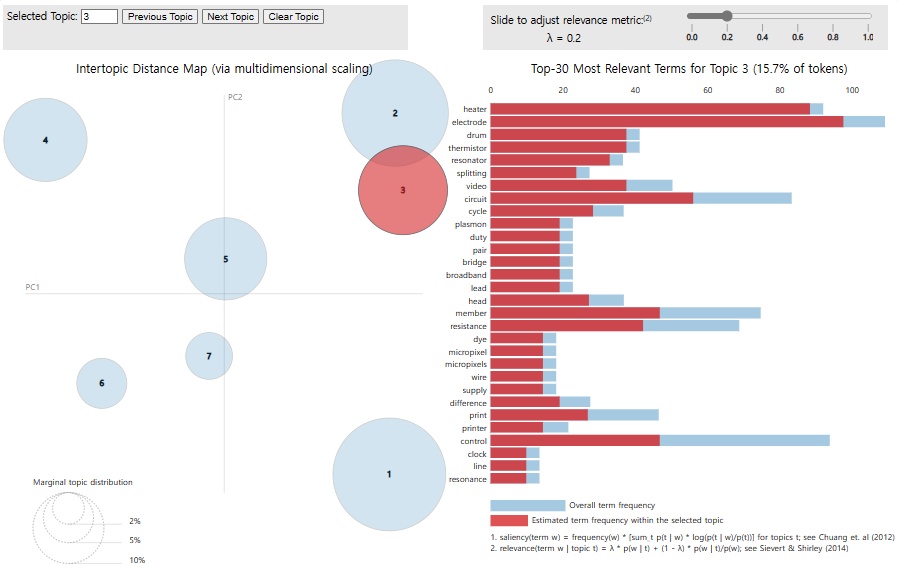 Selected Topic: 3 Previous Topic Next Topic Clear Topic
Slide to adjust relevance metric:(2)
λ = 0.2
0.0 0.2 0.4 0.6 0.8 1.0
Intertopic Distance Map (via multidimensional scaling)
PC2
PC1
2
4
3
5
7
6
1
Marginal topic distribution
2%
5%
10%
Top-30 Most Relevant Terms for Topic 3 (15.7% of tokens)
0 20 40 60 80 100
heater
electrode
drum
thermistor
resonator
splitting
video
circuit
cycle
plasmon
duty
pair
bridge
broadband
lead
head
member
resistance
dye
micropixel
micropixels
wire
supply
difference
print
printer
control
clock
line
resonance
Overall term frequency
Estimated term frequency within the selected topic
1. saliency(term w) = frequency(w) * [sum_t p(t | w) * log(p(t | w)/p(t))] for topics t; see Chuang et. al (2012)
2. relevance(term w | topic t) = λ * p(w | t) + (1 - λ) * p(w | t)/p(w); see Sievert & Shirley (2014)